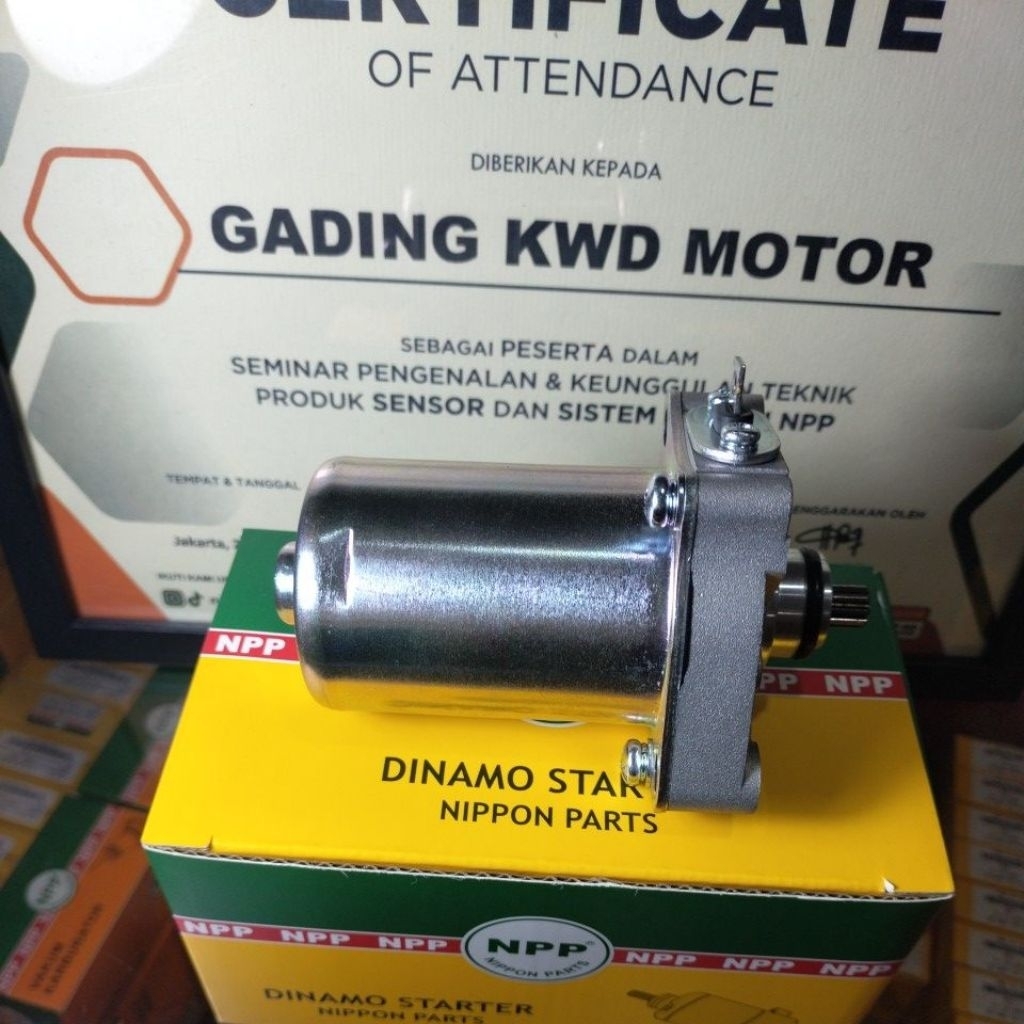 CERTIFICATE
OF ATTENDANCE
DIBERIKAN KEPADA
GADING KWD MOTOR
SEBAGAI PESERTA DALAM
SEMINAR PENGENALAN & KEUNGGULAN TEKNIK
PRODUK SENSOR DAN SISTEM NPP
TEMPAT & TANGGAL
Jakarta,
NPP
NPP
DINAMO STAR
NIPPON PARTS
NPP NPP NPP NPP NPP NPP NPP
NIPPON PARTS
DINAMO STARTER
NIPPON PARTS
NPP
VAKUM
KARBURATOR